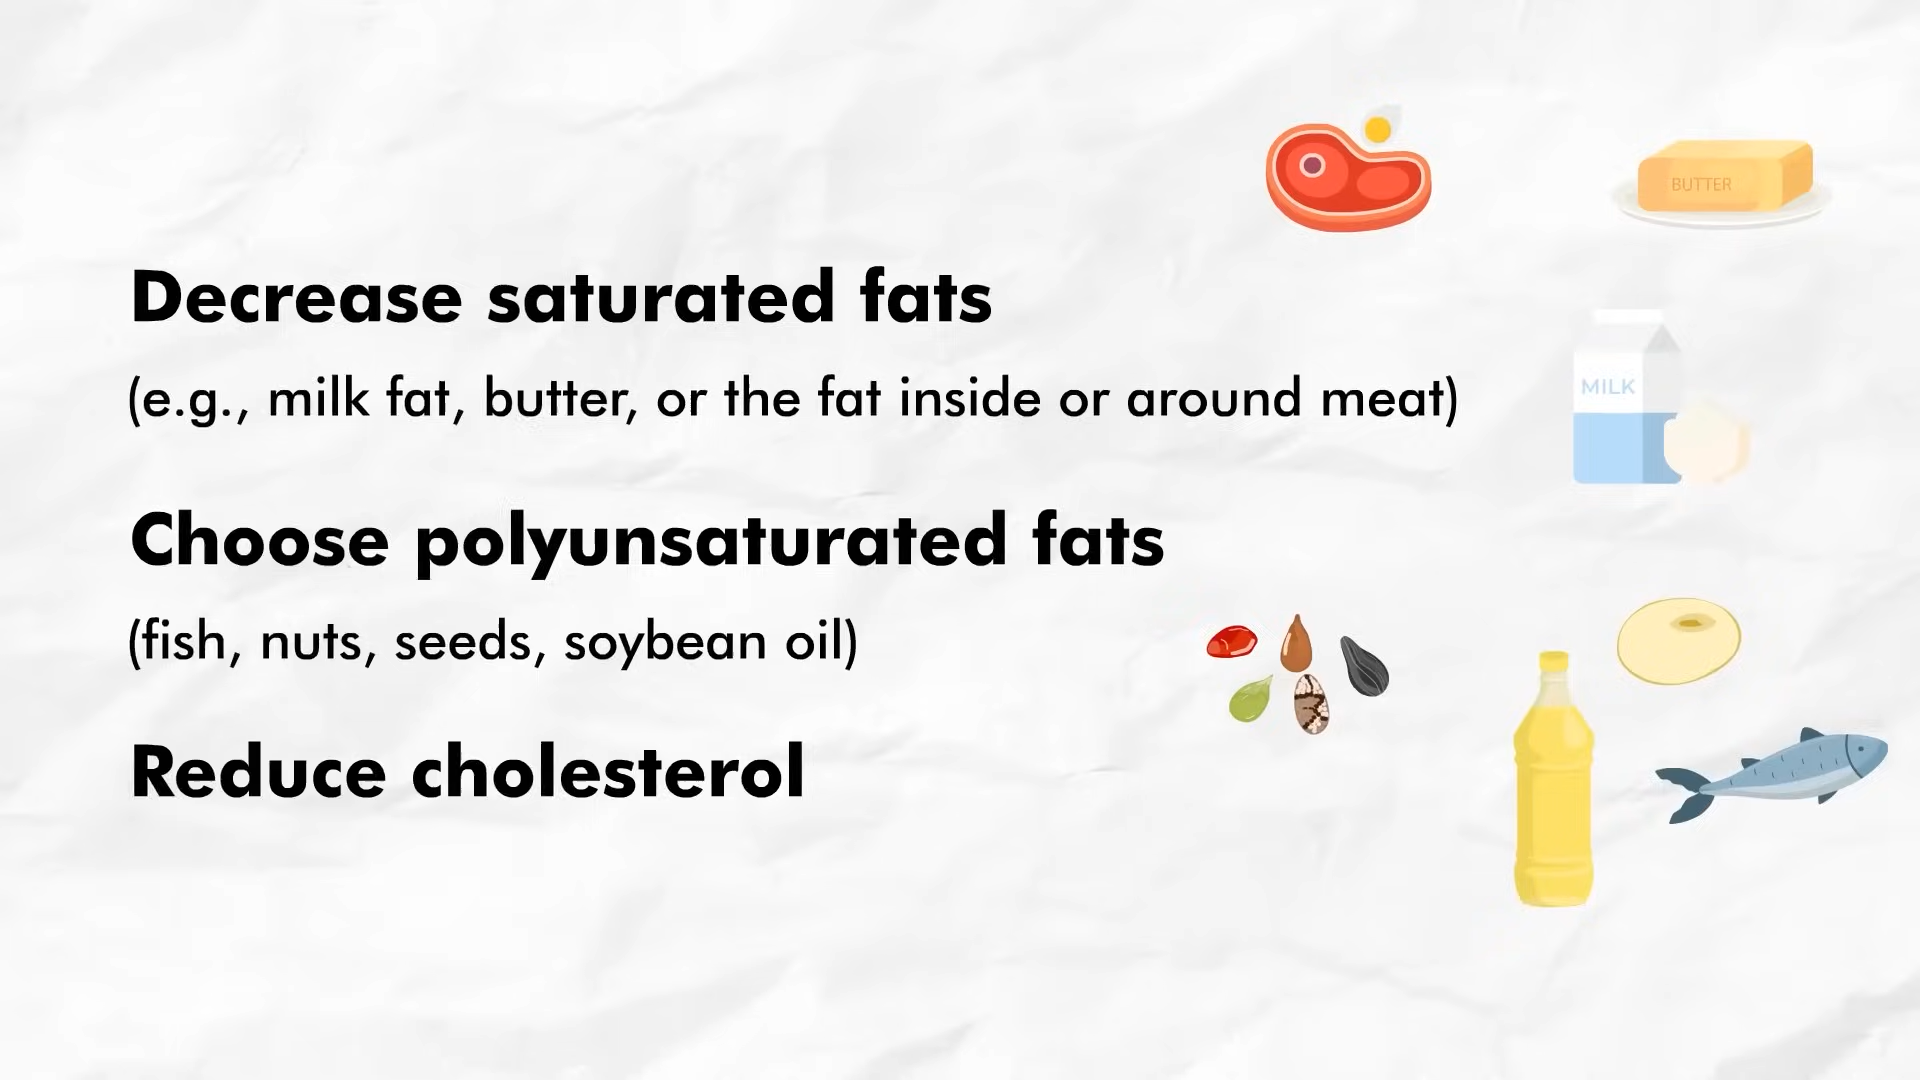 Decrease saturated fats
(e.g., milk fat, butter, or the fat inside or around meat)
Choose polyunsaturated fats
(fish, nuts, seeds, soybean oil)
Reduce cholesterol
BUTTER
MILK